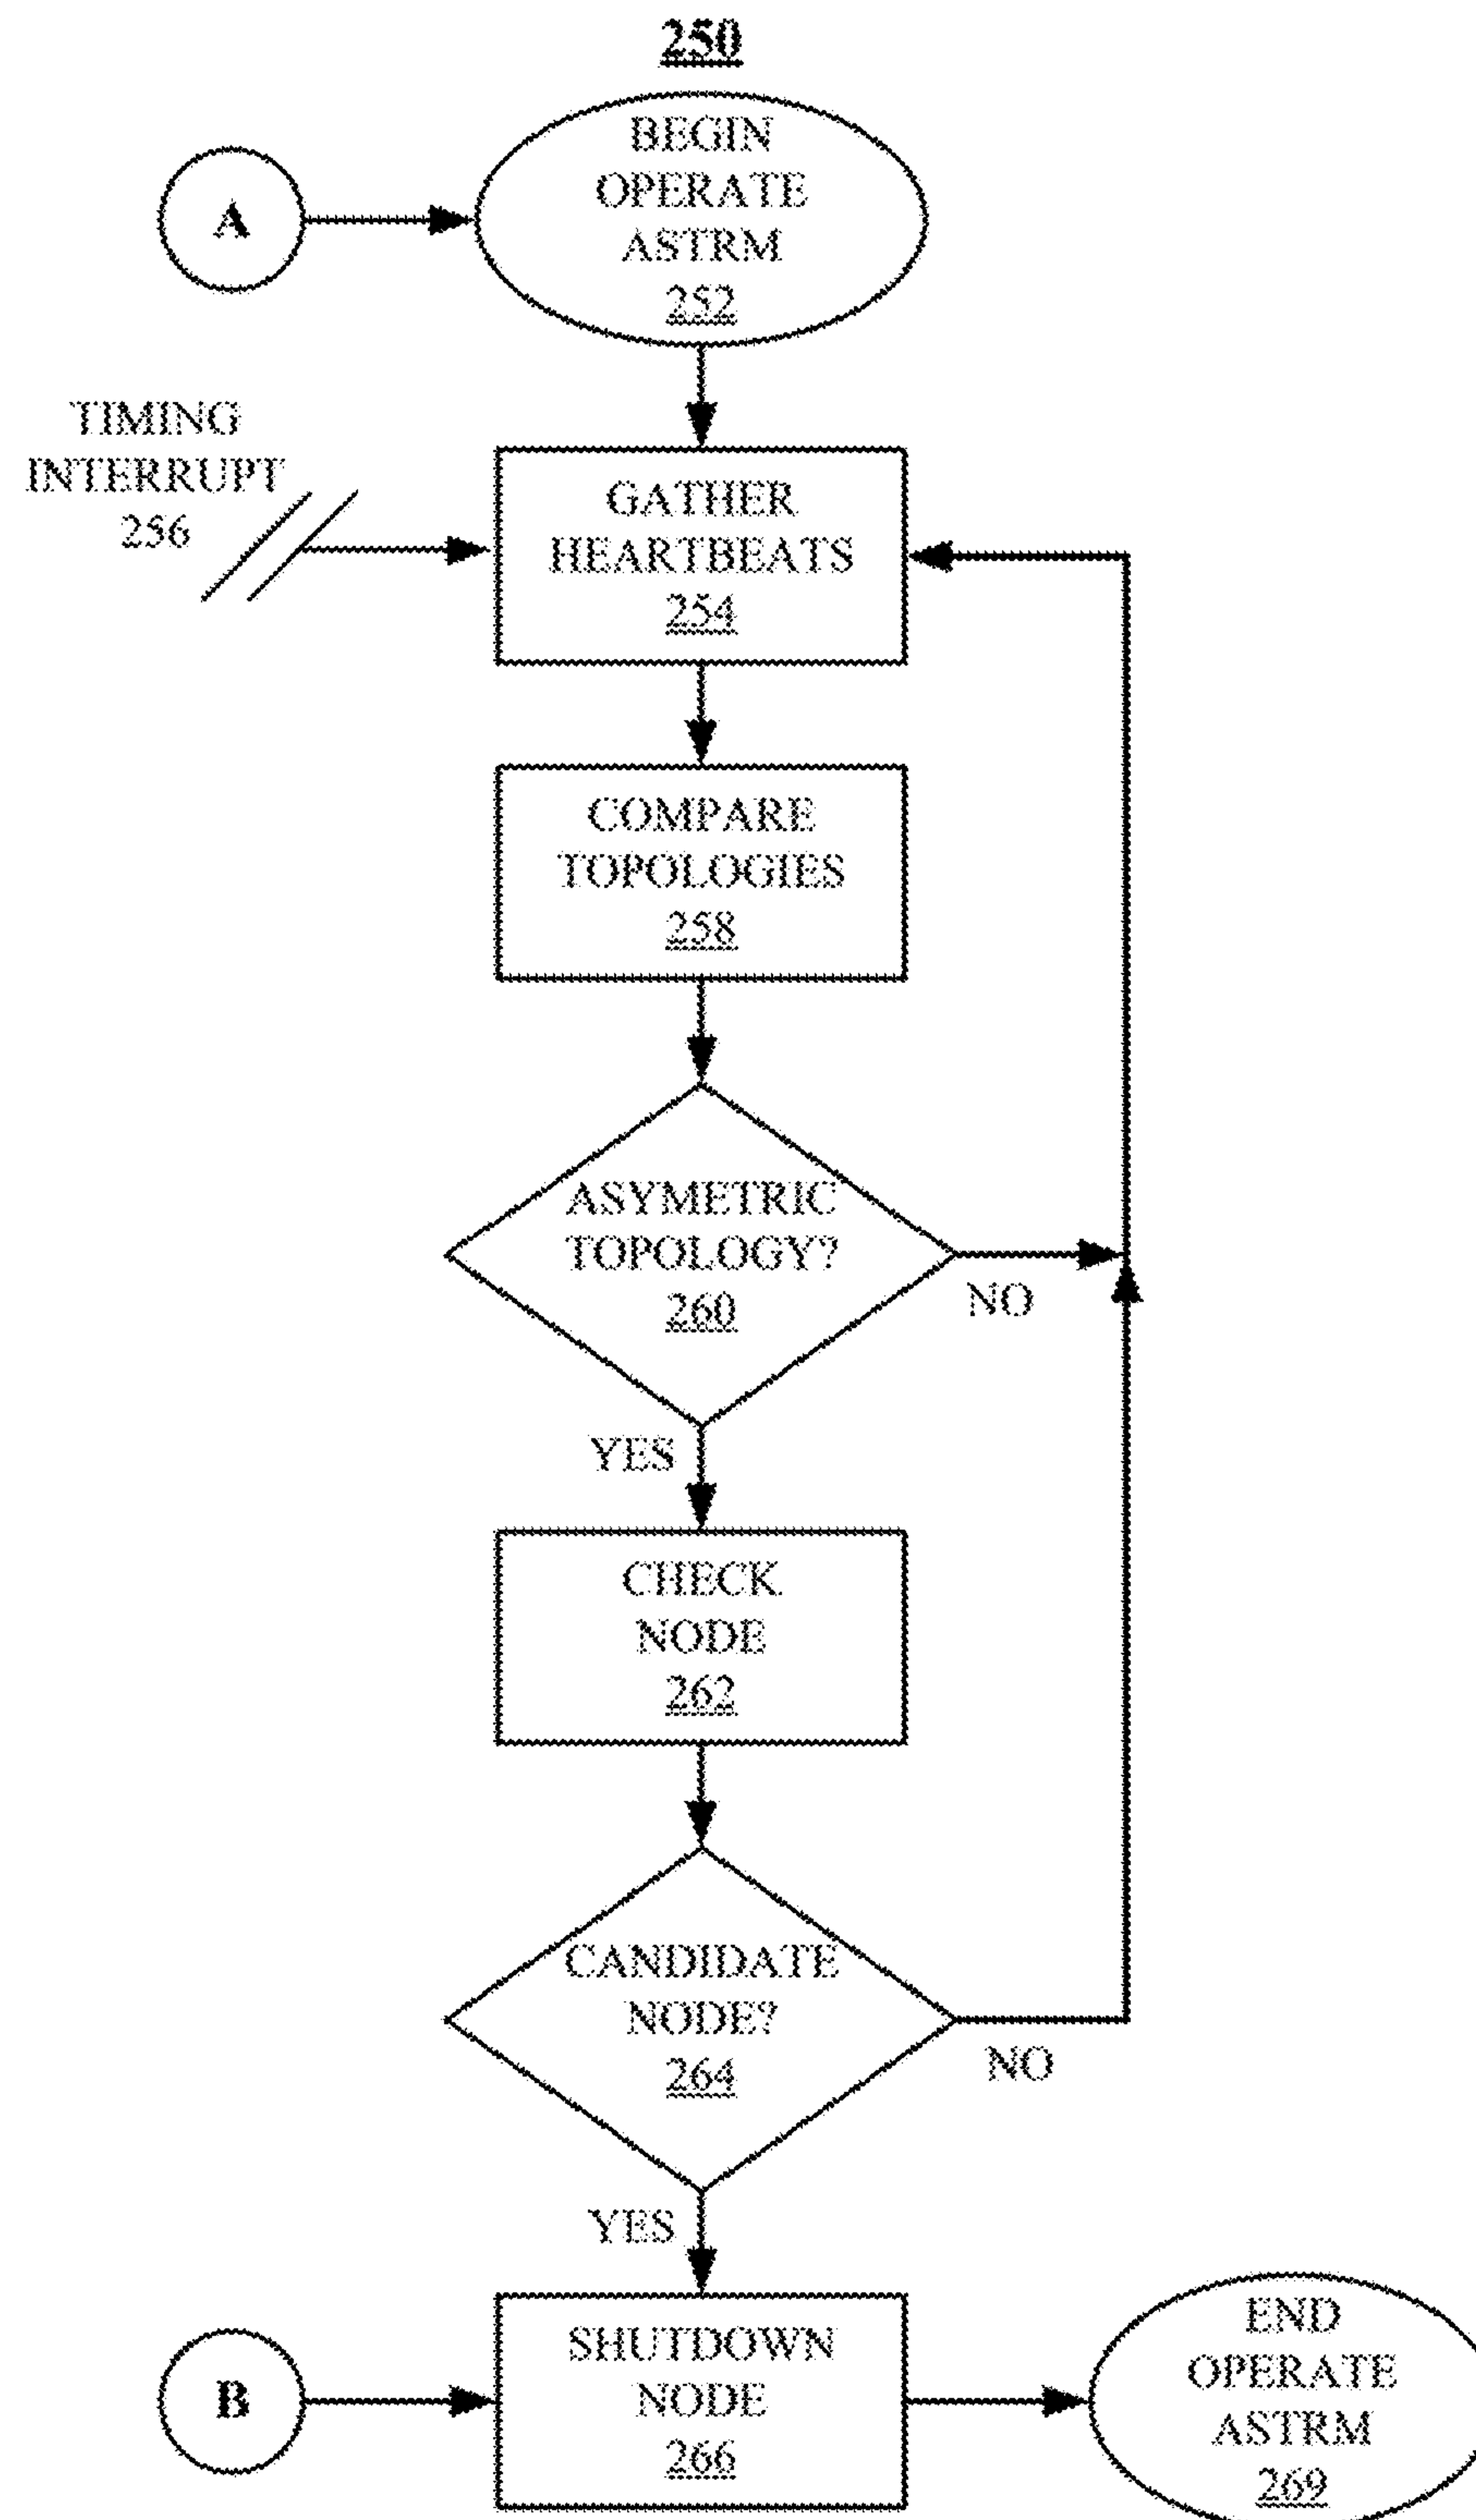 250
BEGIN
OPERATE
ASTRM
252
A
TIMING
INTERRUPT
256
GATHER
HEARTBEATS
254
COMPARE
TOPOLOGIES
258
ASYMETRIC
TOPOLOGY?
260
NO
YES
CHECK
NODE
262
CANDIDATE
NODE?
264
NO
YES
B
SHUTDOWN
NODE
266
END
OPERATE
ASTRM
269